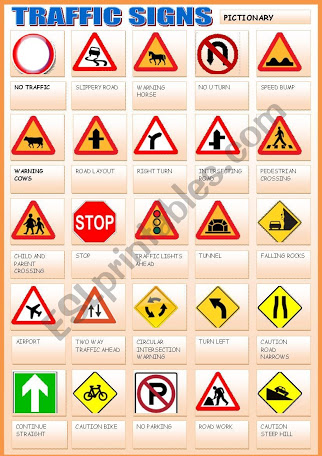 TRAFFIC SIGNS PICTIONARY
NO TRAFFIC
SLIPPERY ROAD
WARNING
HORSE
NO U TURN
SPEED BUMP
WARNING
COWS
ROAD LAYOUT
RIGHT TURN
INTERSECTING
ROAD
PEDESTRIAN
CROSSING
STOP
CHILD AND
PARENT
CROSSING
STOP
TRAFFIC LIGHTS
AHEAD
TUNNEL
FALLING ROCKS
AIRPORT
TWO WAY
TRAFFIC AHEAD
CIRCULAR
INTERSECTION
WARNING
TURN LEFT
CAUTION
ROAD
NARROWS
P
CONTINUE
STRAIGHT
CAUTION BIKE
NO PARKING
ROAD WORK
CAUTION STEEP HILL
ESLprintables.com